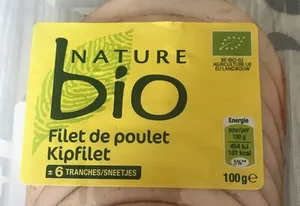 NATURE
bio
Filet de poulet
Kipfilet
± 6 TRANCHES/SNEETJES
100g℮
BE-BIO-02
AGRICULTURE UE
EU LANDBOUW
Energie
pour/per
100 g
454 kJ
107 kcal
5%**